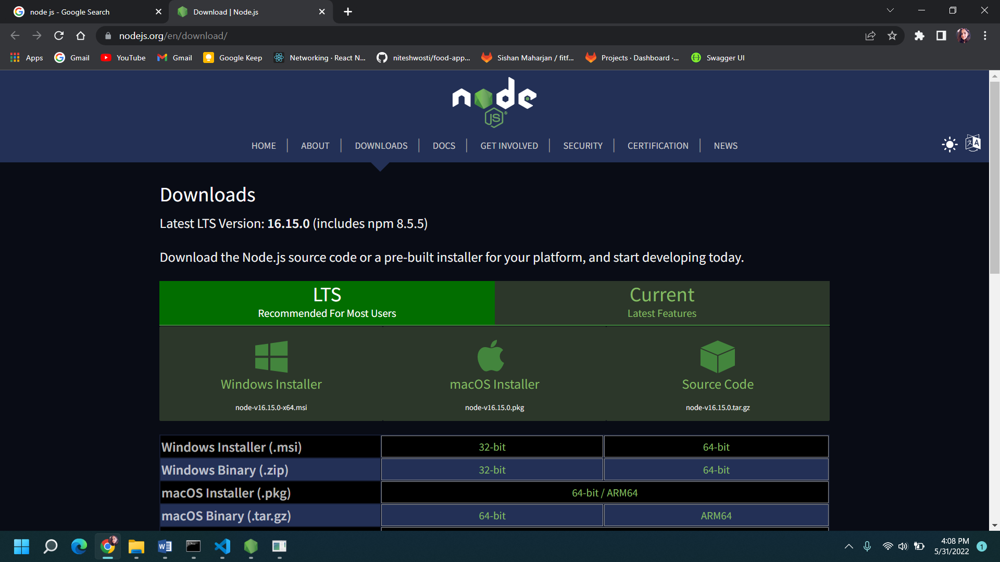 node js - Google Search
Download | Node.js
nodejs.org/en/download/
Apps
Gmail
YouTube
Gmail
Google Keep
Networking · React N...
niteshwosti/food-app...
Sishan Maharjan / fitf...
Projects · Dashboard ·...
Swagger UI
node
JS®
HOME
ABOUT
DOWNLOADS
DOCS
GET INVOLVED
SECURITY
CERTIFICATION
NEWS
Downloads
Latest LTS Version: 16.15.0 (includes npm 8.5.5)
Download the Node.js source code or a pre-built installer for your platform, and start developing today.
LTS
Recommended For Most Users
Current
Latest Features
Windows Installer
node-v16.15.0-x64.msi
macOS Installer
node-v16.15.0.pkg
Source Code
node-v16.15.0.tar.gz
Windows Installer (.msi) 32-bit 64-bit
Windows Binary (.zip) 32-bit 64-bit
macOS Installer (.pkg) 64-bit / ARM64
macOS Binary (.tar.gz) 64-bit ARM64
4:08 PM
5/31/2022
1